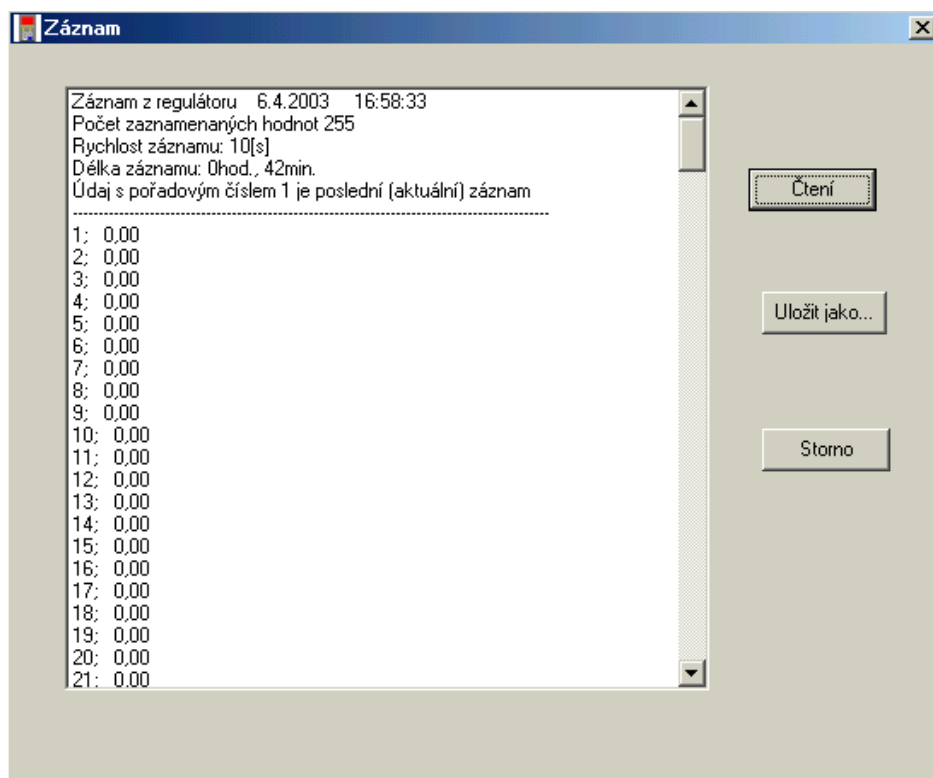 Záznam
Záznam z regulátoru 6.4.2003 16:58:33
Počet zaznamenaných hodnot 255
Rychlost záznamu: 10[s]
Délka záznamu: 0hod., 42min.
Údaj s pořadovým číslem 1 je poslední (aktuální) záznam
--------------------------------------------------------------------------------------------
1; 0,00
2; 0,00
3; 0,00
4; 0,00
5; 0,00
6; 0,00
7; 0,00
8; 0,00
9; 0,00
10; 0,00
11; 0,00
12; 0,00
13; 0,00
14; 0,00
15; 0,00
16; 0,00
17; 0,00
18; 0,00
19; 0,00
20; 0,00
21; 0,00
Čtení
Uložit jako...
Storno